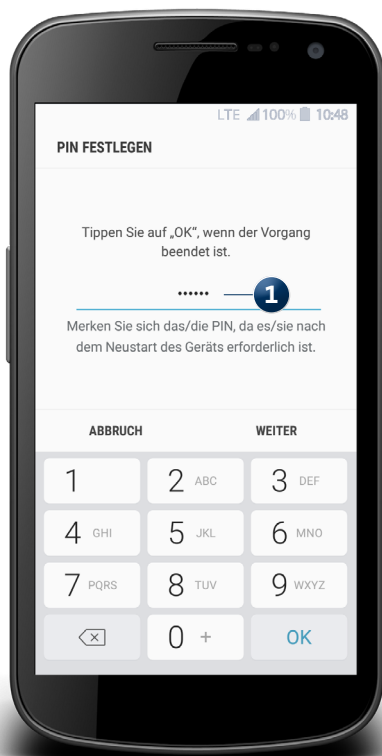 LTE 100% 10:48
PIN FESTLEGEN
Tippen Sie auf „OK“, wenn der Vorgang
beendet ist.
•••••• 1
Merken Sie sich das/die PIN, da es/sie nach
dem Neustart des Geräts erforderlich ist.
ABBRUCH WEITER
1 2 ABC 3 DEF
4 GHI 5 JKL 6 MNO
7 PQRS 8 TUV 9 WXYZ
0 + OK